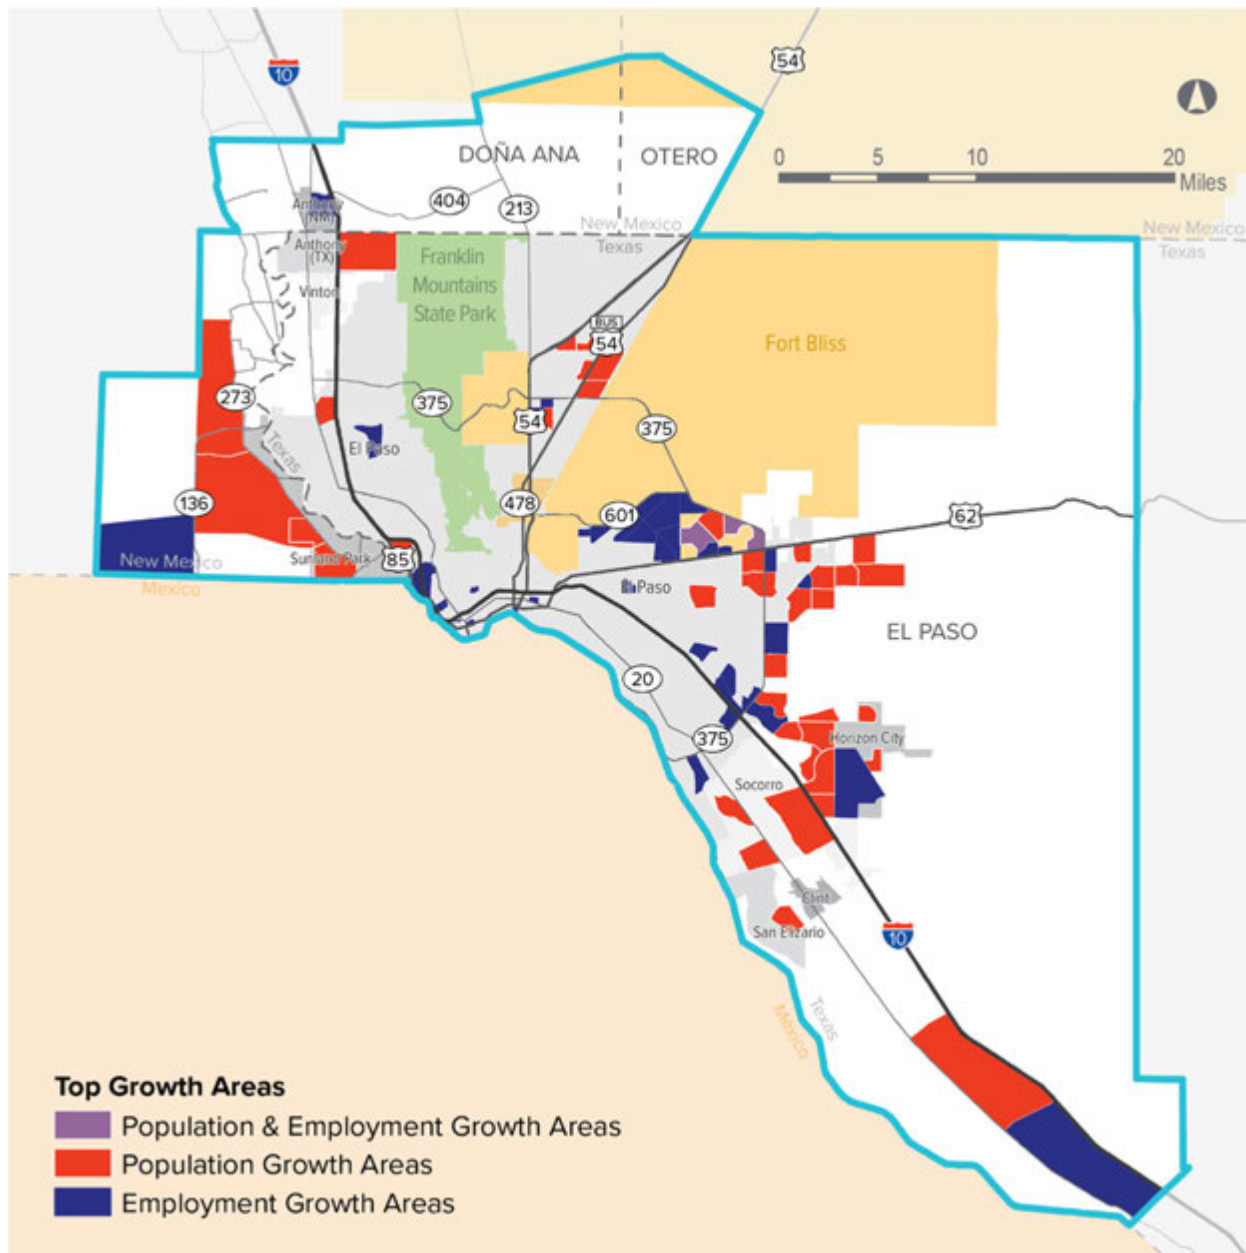 54
10
0 5 10 20
Miles
DOÑA ANA
OTERO
404
213
Anthony
(NM)
New Mexico
Texas
New Mexico
Texas
Anthony
(TX)
Franklin
Mountains
State Park
Vinton
BUS
54
Fort Bliss
273
375
54
375
Texas
El Paso
136
478
601
62
New Mexico
Mexico
Sunland Park
85
El Paso
EL PASO
20
375
Horizon City
Socorro
Clint
San Elizario
10
Mexico
Texas
Top Growth Areas
Population & Employment Growth Areas
Population Growth Areas
Employment Growth Areas